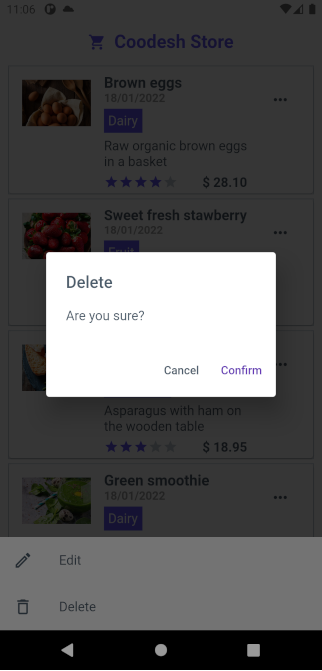 11:06
Coodesh Store
Brown eggs
18/01/2022
Dairy
Raw organic brown eggs
in a basket
$ 28.10
Sweet fresh stawberry
18/01/2022
Fruit
Delete
Are you sure?
Cancel
Confirm
Asparagus with ham on
the wooden table
$ 18.95
Green smoothie
18/01/2022
Dairy
Edit
Delete